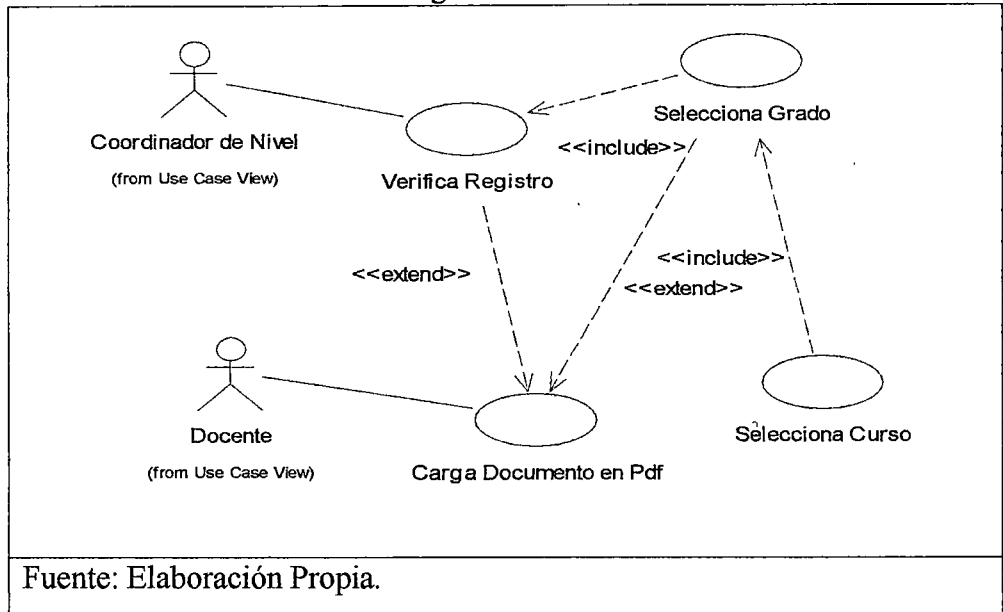 Selecciona Grado
Coordinador de Nivel
(from Use Case View)
<<include>>
Verifica Registro
<<include>>
<<extend>>
<<extend>>
Docente
(from Use Case View)
Selecciona Curso
Carga Documento en Pdf
Fuente: Elaboración Propia.